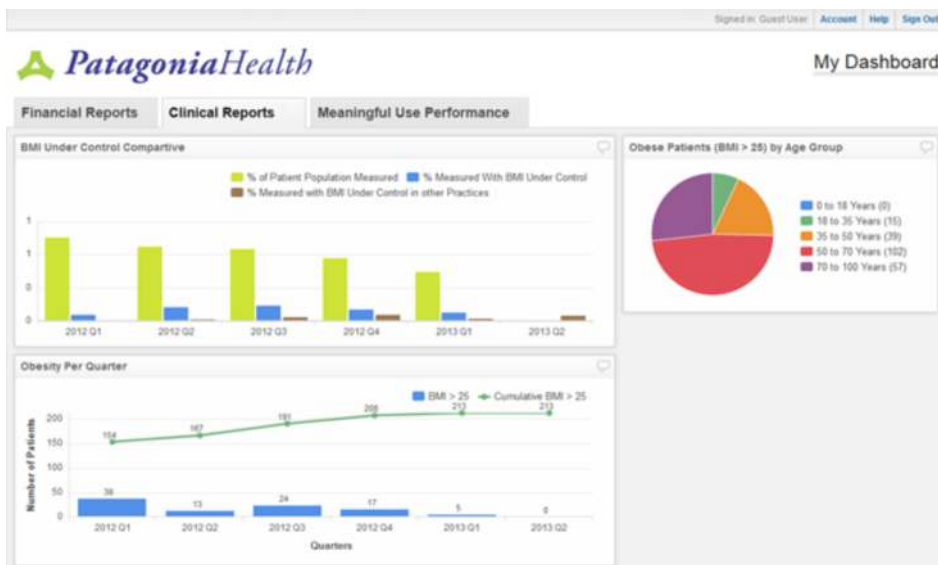 Signed in: Guest User Account Help Sign Out
PatagoniaHealth
My Dashboard
Financial Reports Clinical Reports Meaningful Use Performance
BMI Under Control Compartive
% of Patient Population Measured % Measured With BMI Under Control
% Measured with BMI Under Control in other Practices
1
1
0
0
2012 Q1 2012 Q2 2012 Q3 2012 Q4 2013 Q1 2013 Q2
Obese Patients (BMI > 25) by Age Group
0 to 18 Years (0)
18 to 35 Years (15)
35 to 50 Years (39)
50 to 70 Years (102)
70 to 100 Years (57)
Obesity Per Quarter
BMI > 25 Cumulative BMI > 25
Number of Patients
200
150
100
50
0
154 167 191 208 213 213
38 13 24 17 5 0
2012 Q1 2012 Q2 2012 Q3 2012 Q4 2013 Q1 2013 Q2
Quarters